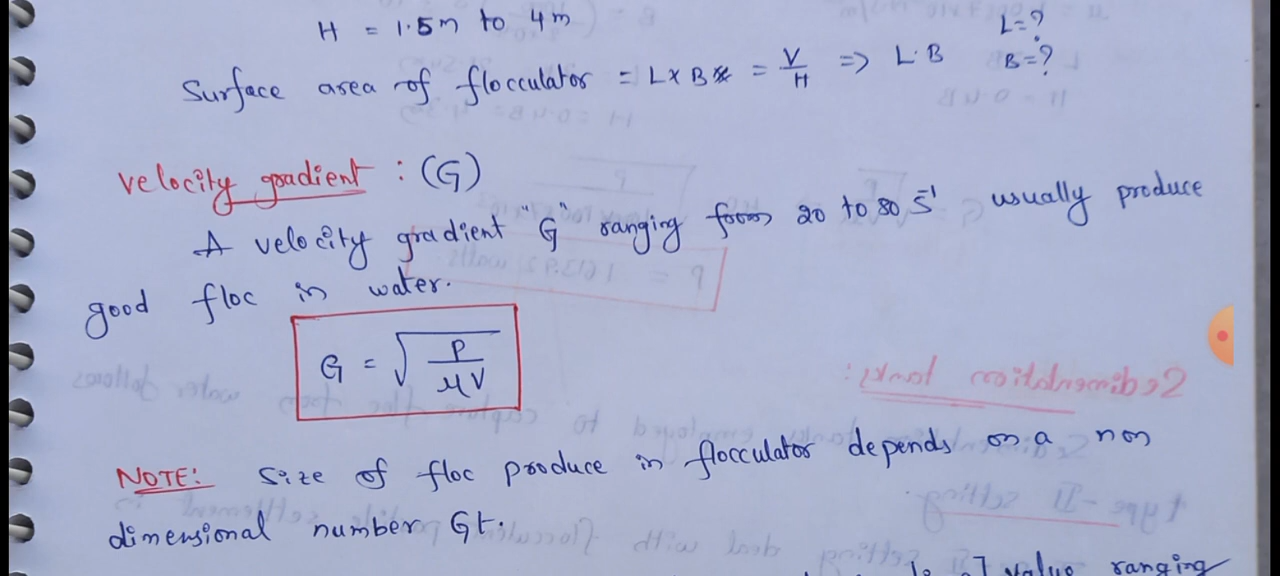 H = 1.5m to 4m
L=?
Surface area of flocculator = L x B = V/H => L.B
B=?
Velocity gradient : (G)
A velocity gradient "G" ranging from 20 to 80 s⁻¹ usually produce
good floc in water.
G = √(P/μV)
NOTE: Size of floc produce in flocculator depends on a non
dimensional number Gt.
value ranging